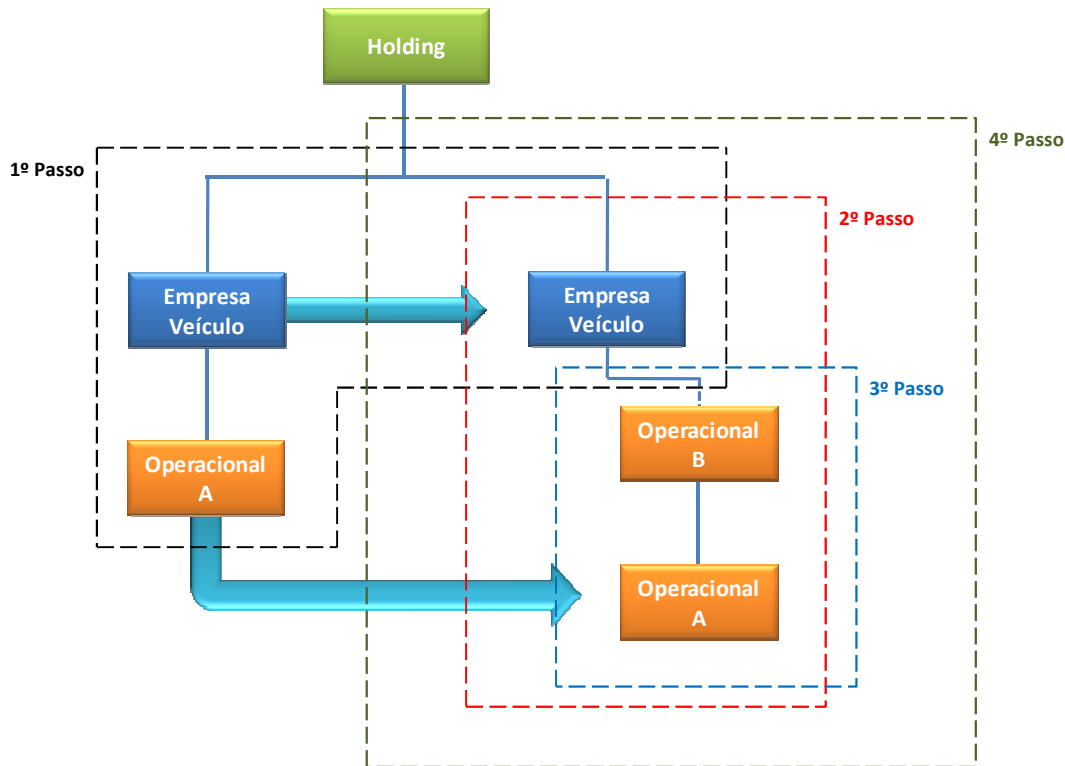 Holding
4º Passo
1º Passo
2º Passo
Empresa
Veículo
Empresa
Veículo
3º Passo
Operacional
B
Operacional
A
Operacional
A